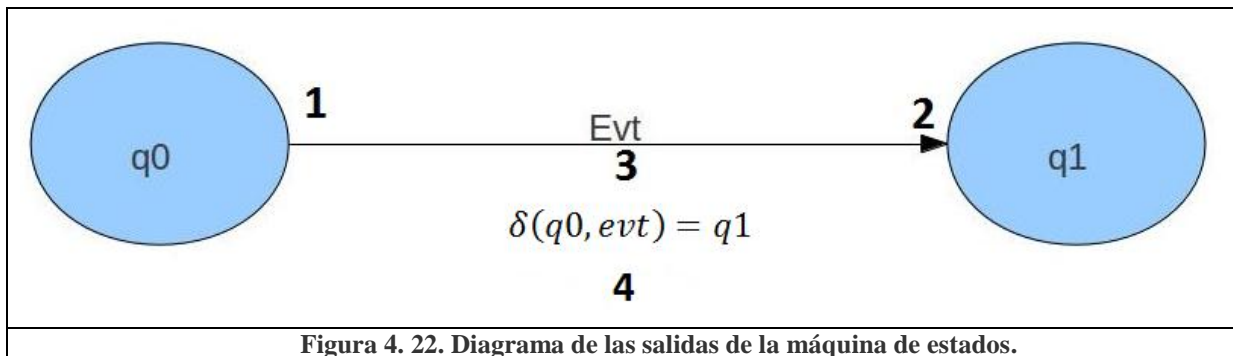 1
2
Evt
q0
3
q1
δ(q0, evt) = q1
4
Figura 4. 22. Diagrama de las salidas de la máquina de estados.